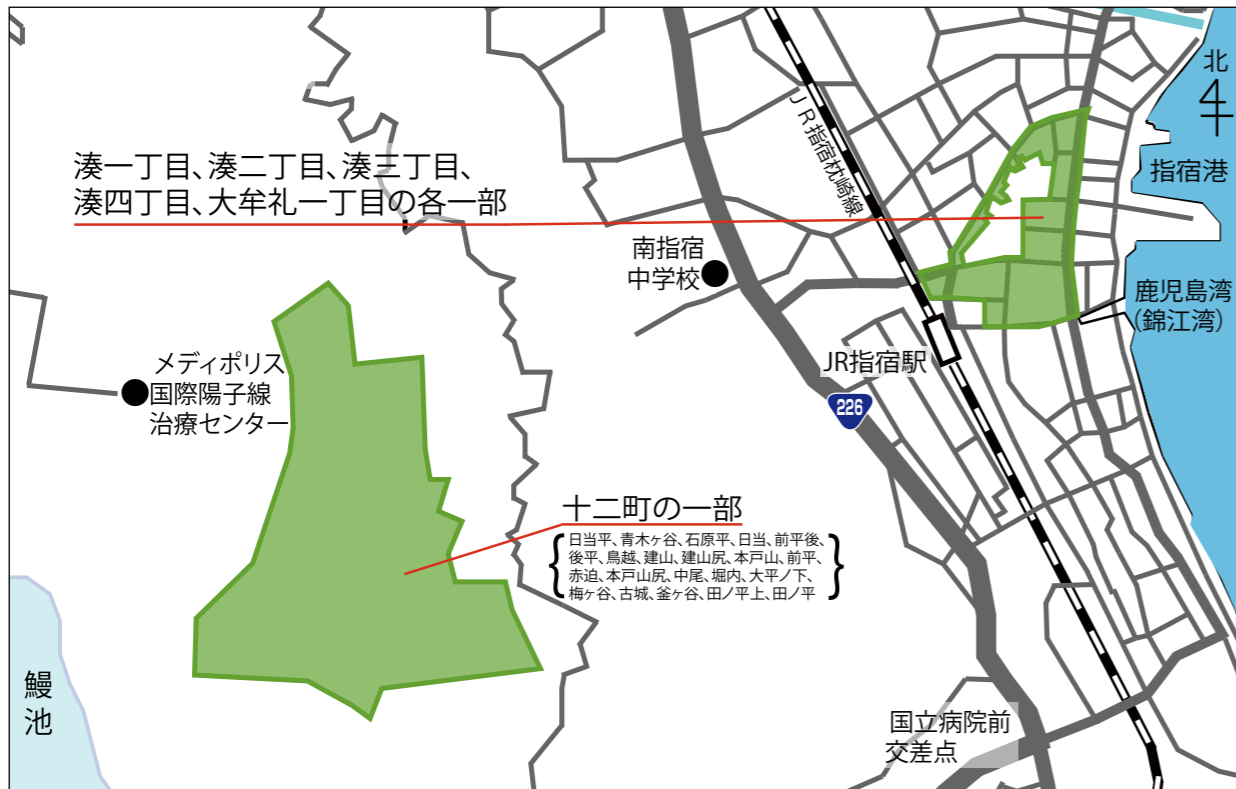 北
指宿港
JR指宿枕崎線
湊一丁目、湊二丁目、湊三丁目、
湊四丁目、大牟礼一丁目の各一部
南指宿
中学校
鹿児島湾
(錦江湾)
メディポリス
国際陽子線
治療センター
JR指宿駅
226
十二町の一部
日当平、青木ヶ谷、石原平、日当、前平後、
後平、鳥越、建山、建山尻、本戸山、前平、
赤迫、本戸山尻、中尾、堀内、大平ノ下、
梅ヶ谷、古城、釜ヶ谷、田ノ平上、田ノ平
鰻
池
国立病院前
交差点